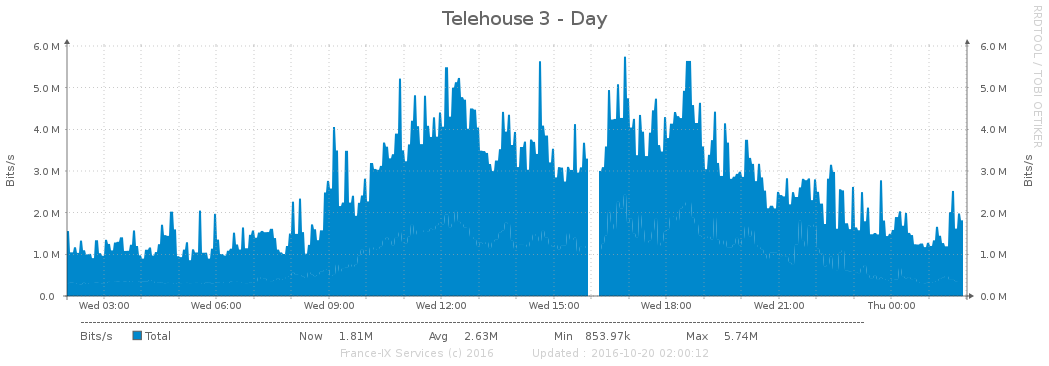 Telehouse 3 - Day
RRDTOOL / TOBI OETIKER
6.0 M 6.0 M
5.0 M 5.0 M
4.0 M 4.0 M
3.0 M 3.0 M
2.0 M 2.0 M
1.0 M 1.0 M
0.0 0.0 M
Bits/s Bits/s
Wed 03:00 Wed 06:00 Wed 09:00 Wed 12:00 Wed 15:00 Wed 18:00 Wed 21:00 Thu 00:00
Bits/s Total Now 1.81M Avg 2.63M Min 853.97k Max 5.74M
France-IX Services (c) 2016 Updated : 2016-10-20 02:00:12